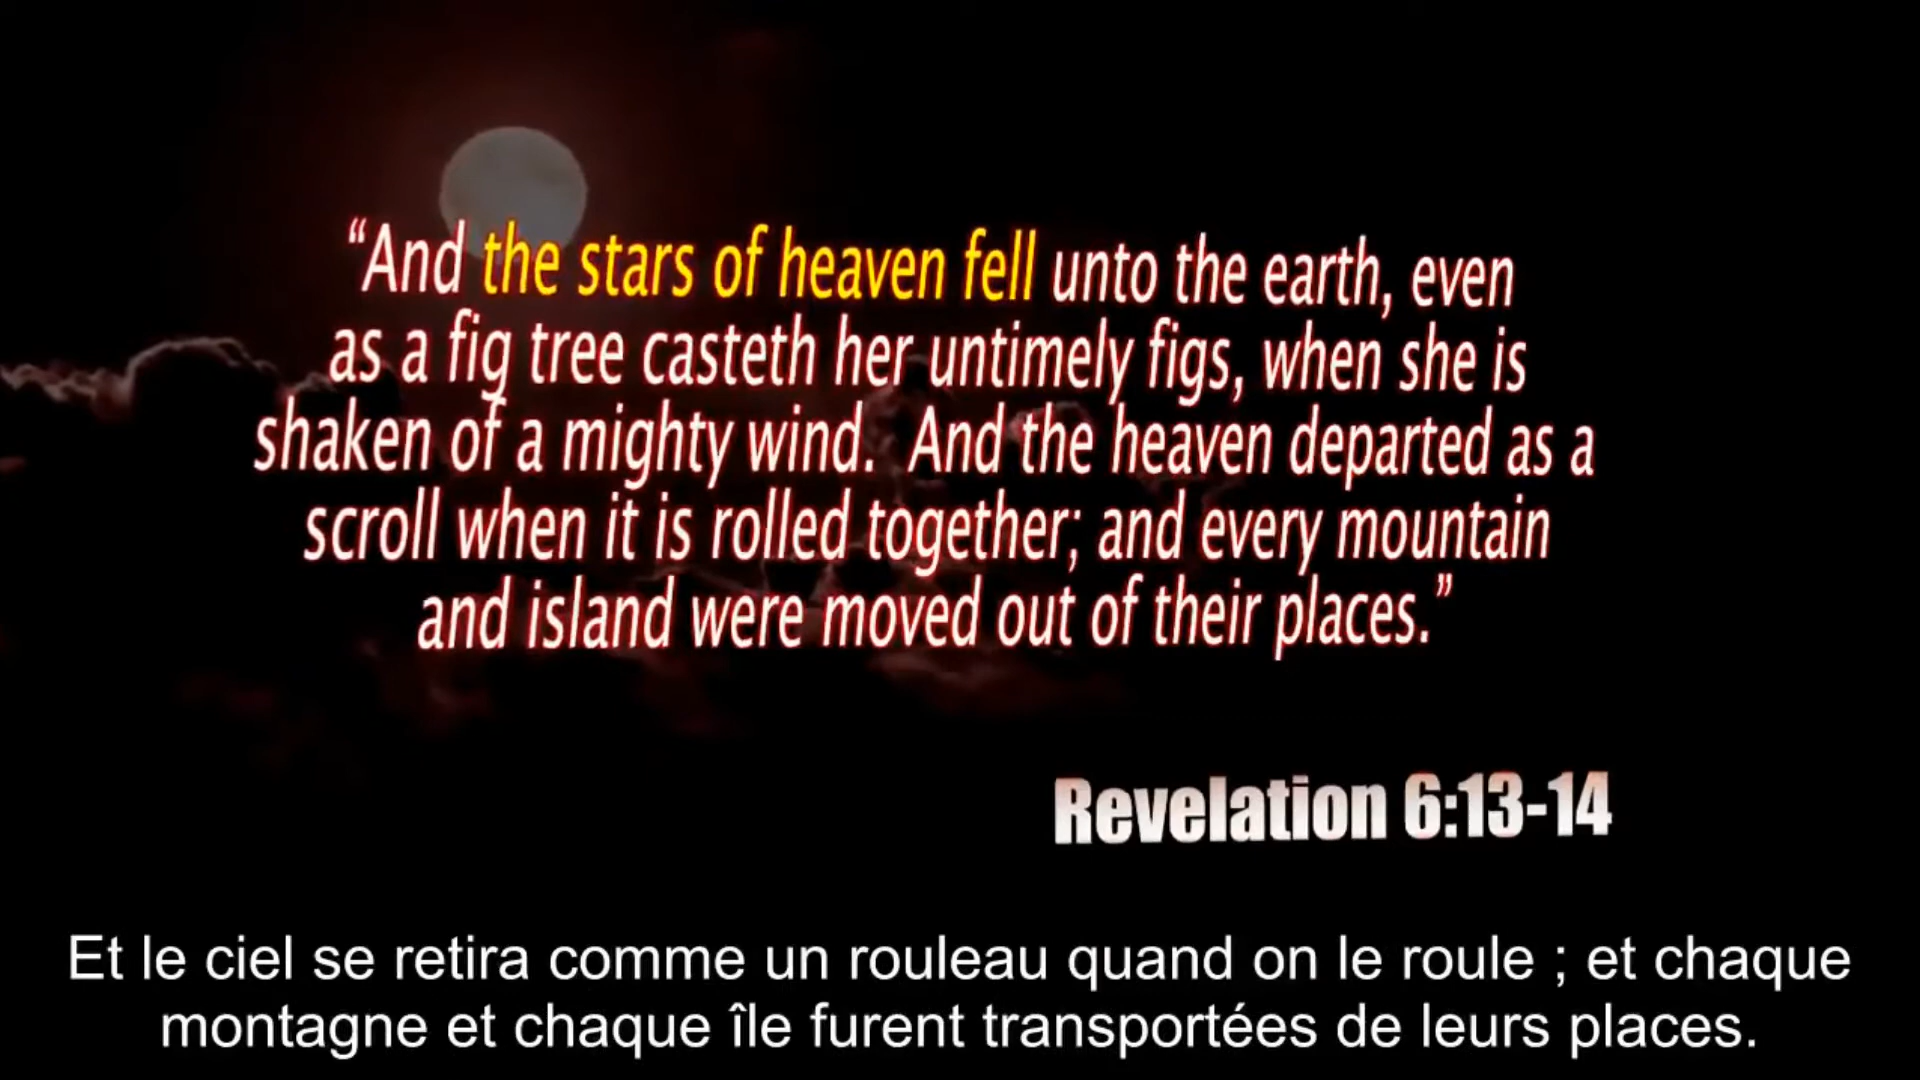 “And the stars of heaven fell unto the earth, even
as a fig tree casteth her untimely figs, when she is
shaken of a mighty wind. And the heaven departed as a
scroll when it is rolled together; and every mountain
and island were moved out of their places.”
Revelation 6:13-14
Et le ciel se retira comme un rouleau quand on le roule ; et chaque
montagne et chaque île furent transportées de leurs places.